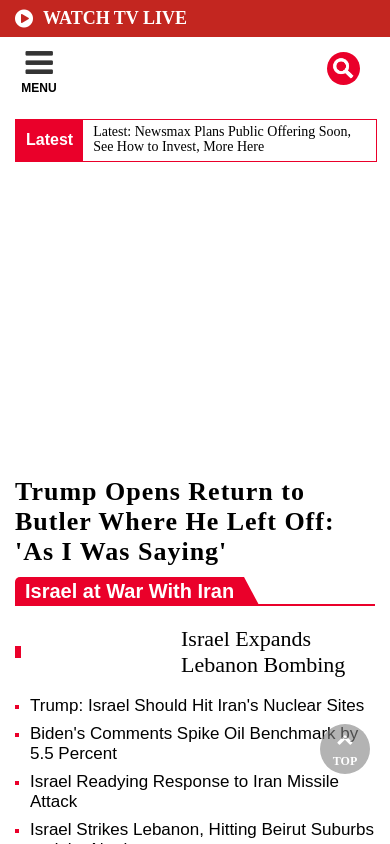 WATCH TV LIVE
MENU
Latest
Latest: Newsmax Plans Public Offering Soon,
See How to Invest, More Here
Trump Opens Return to
Butler Where He Left Off:
'As I Was Saying'
Israel at War With Iran
Israel Expands
Lebanon Bombing
Trump: Israel Should Hit Iran's Nuclear Sites
Biden's Comments Spike Oil Benchmark by
5.5 Percent
TOP
Israel Readying Response to Iran Missile
Attack
Israel Strikes Lebanon, Hitting Beirut Suburbs